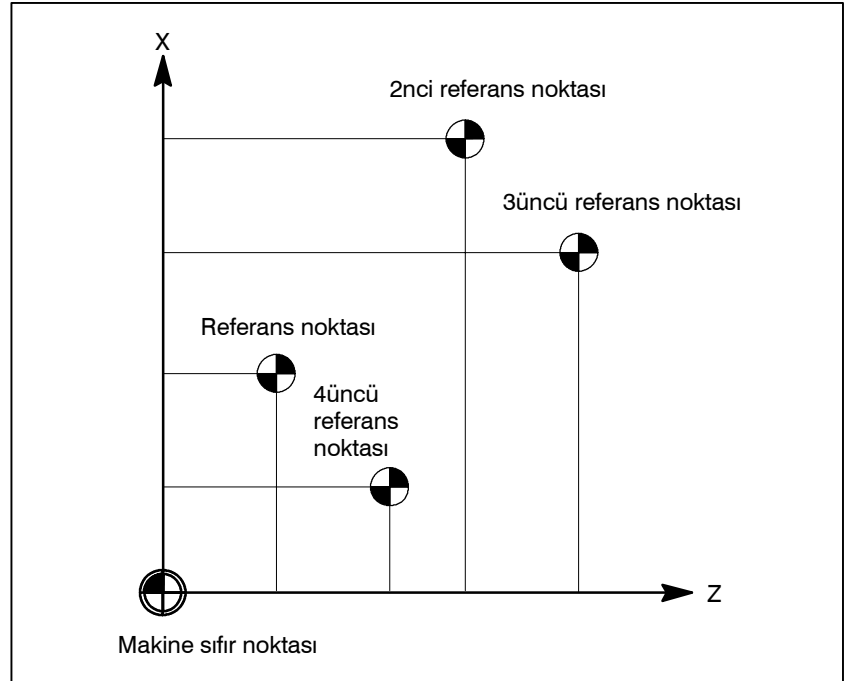 X
2nci referans noktası
3üncü referans noktası
Referans noktası
4üncü
referans
noktası
Z
Makine sıfır noktası